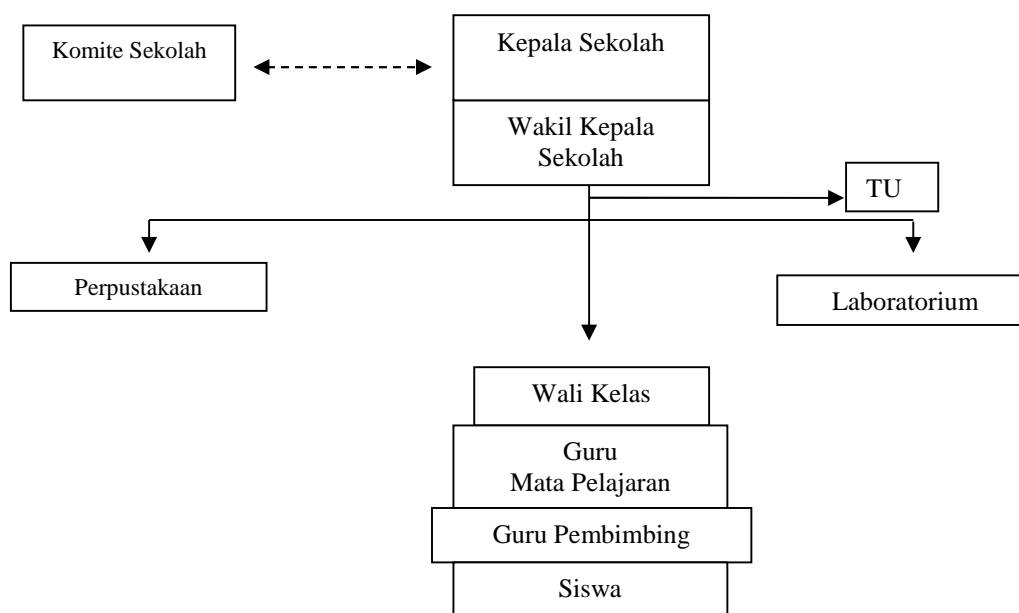 Komite Sekolah
Kepala Sekolah
Wakil Kepala
Sekolah
TU
Perpustakaan
Laboratorium
Wali Kelas
Guru
Mata Pelajaran
Guru Pembimbing
Siswa